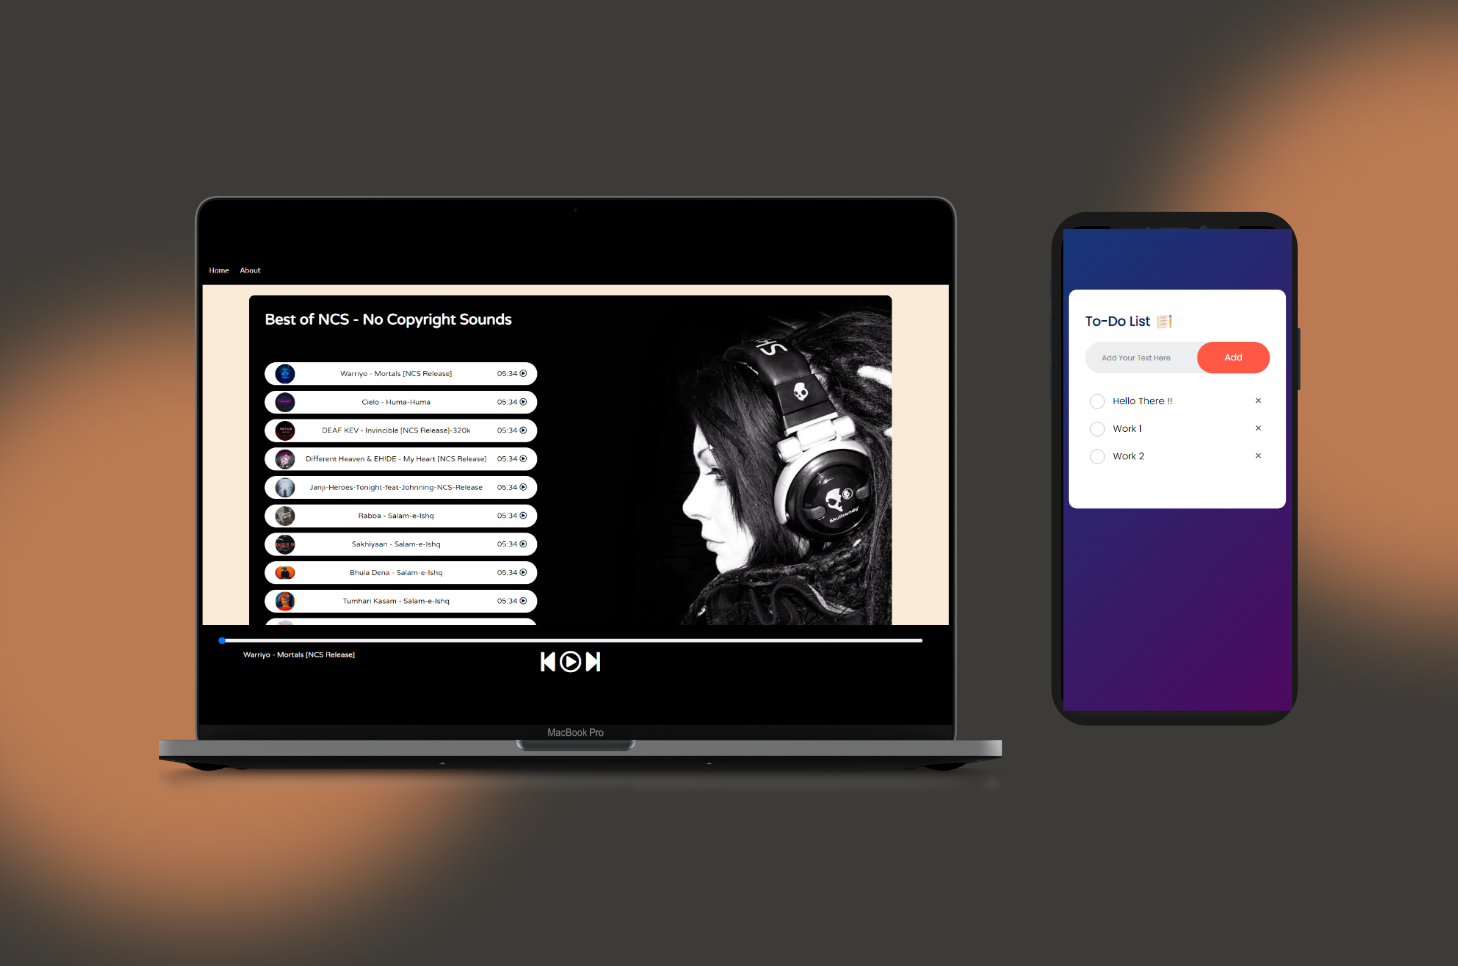 Home About
Best of NCS - No Copyright Sounds
Warriyo - Mortals [NCS Release] 05:34
Cielo - Huma-Huma 05:34
DEAF KEV - Invincible [NCS Release]-320k 05:34
Different Heaven & EH!DE - My Heart [NCS Release] 05:34
Janji-Heroes-Tonight-feat-Johnning-NCS-Release 05:34
Rabba - Salam-e-Ishq 05:34
Sakhiyaan - Salam-e-Ishq 05:34
Bhula Dena - Salam-e-Ishq 05:34
Tumhari Kasam - Salam-e-Ishq 05:34
Skullcandy
Warriyo - Mortals [NCS Release]
MacBook Pro
To-Do List
Add Your Text Here Add
Hello There !! ×
Work 1 ×
Work 2 ×